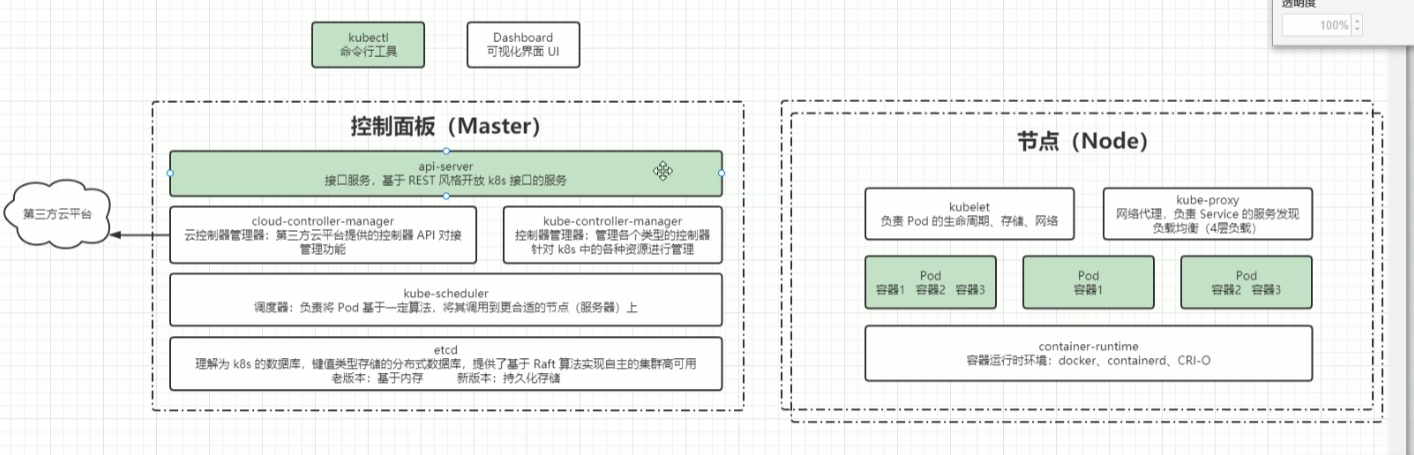 透明度
100%
kubectl
命令行工具
Dashboard
可视化界面 UI
控制面板（Master）
api-server
接口服务，基于 REST 风格开放 k8s 接口的服务
第三方云平台
cloud-controller-manager
云控制器管理器：第三方云平台提供的控制器 API 对接
管理功能
kube-controller-manager
控制器管理器：管理各个类型的控制器
针对 k8s 中的各种资源进行管理
kube-scheduler
调度器：负责将 Pod 基于一定算法，将其调用到更合适的节点（服务器）上
etcd
理解为 k8s 的数据库，键值类型存储的分布式数据库，提供了基于 Raft 算法实现自主的集群高可用
老版本：基于内存 新版本：持久化存储
节点（Node）
kubelet
负责 Pod 的生命周期、存储、网络
kube-proxy
网络代理，负责 Service 的服务发现
负载均衡（4层负载）
Pod
容器1 容器2 容器3
Pod
容器1
Pod
容器2 容器3
container-runtime
容器运行时环境：docker、containerd、CRI-O